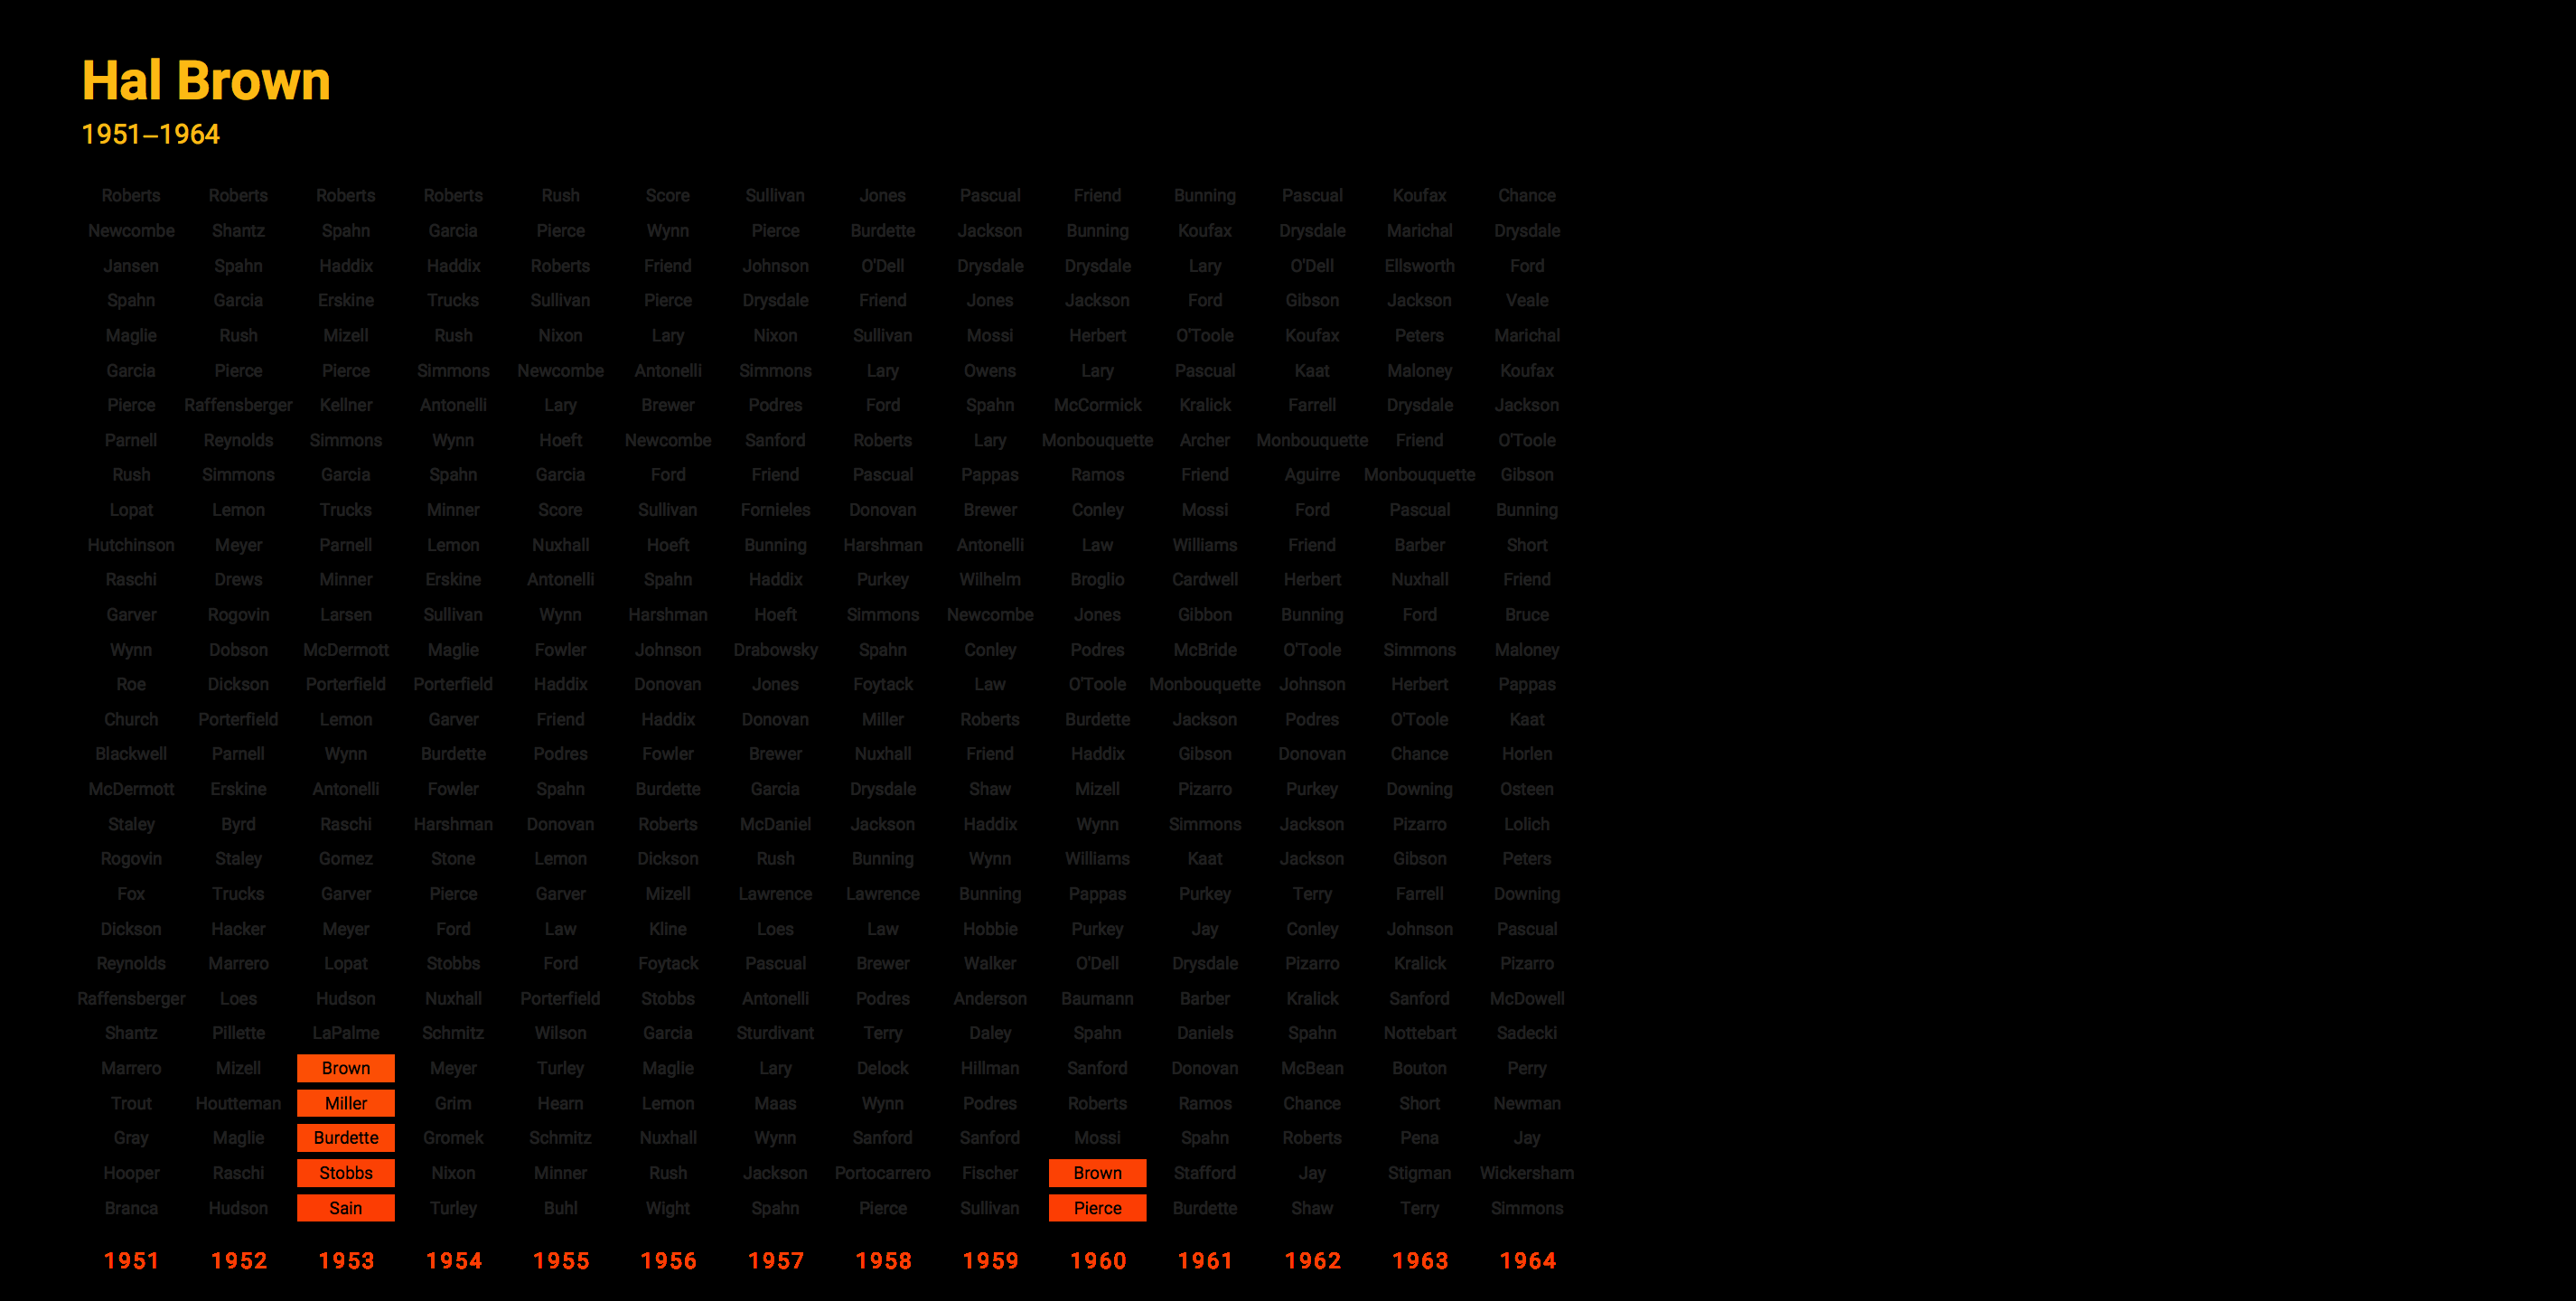 Hal Brown
1951–1964
Roberts Roberts Roberts Roberts Rush Score Sullivan Jones Pascual Friend Bunning Pascual Koufax Chance
Newcombe Shantz Spahn Garcia Pierce Wynn Pierce Burdette Jackson Bunning Koufax Drysdale Marichal Drysdale
Jansen Spahn Haddix Haddix Roberts Friend Johnson O'Dell Drysdale Drysdale Lary O'Dell Ellsworth Ford
Spahn Garcia Erskine Trucks Sullivan Pierce Drysdale Friend Jones Jackson Ford Gibson Jackson Veale
Maglie Rush Mizell Rush Nixon Lary Nixon Sullivan Mossi Herbert O'Toole Koufax Peters Marichal
Garcia Pierce Pierce Simmons Newcombe Antonelli Simmons Lary Owens Lary Pascual Kaat Maloney Koufax
Pierce Raffensberger Kellner Antonelli Lary Brewer Podres Ford Spahn McCormick Kralick Farrell Drysdale Jackson
Parnell Reynolds Simmons Wynn Hoeft Newcombe Sanford Roberts Lary Monbouquette Archer Monbouquette Friend O'Toole
Rush Simmons Garcia Spahn Garcia Ford Friend Pascual Pappas Ramos Friend Aguirre Monbouquette Gibson
Lopat Lemon Trucks Minner Score Sullivan Fornieles Donovan Brewer Conley Mossi Ford Pascual Bunning
Hutchinson Meyer Parnell Lemon Nuxhall Hoeft Bunning Harshman Antonelli Law Williams Friend Barber Short
Raschi Drews Minner Erskine Antonelli Spahn Haddix Purkey Wilhelm Broglio Cardwell Herbert Nuxhall Friend
Garver Rogovin Larsen Sullivan Wynn Harshman Hoeft Simmons Newcombe Jones Gibbon Bunning Ford Bruce
Wynn Dobson McDermott Maglie Fowler Johnson Drabowsky Spahn Conley Podres McBride O'Toole Simmons Maloney
Roe Dickson Porterfield Porterfield Haddix Donovan Jones Foytack Law O'Toole Monbouquette Johnson Herbert Pappas
Church Porterfield Lemon Garver Friend Haddix Donovan Miller Roberts Burdette Jackson Podres O'Toole Kaat
Blackwell Parnell Wynn Burdette Podres Fowler Brewer Nuxhall Friend Haddix Gibson Donovan Chance Horlen
McDermott Erskine Antonelli Fowler Spahn Burdette Garcia Drysdale Shaw Mizell Pizarro Purkey Downing Osteen
Staley Byrd Raschi Harshman Donovan Roberts McDaniel Jackson Haddix Wynn Simmons Jackson Pizarro Lolich
Rogovin Staley Gomez Stone Lemon Dickson Rush Bunning Wynn Williams Kaat Jackson Gibson Peters
Fox Trucks Garver Pierce Garver Mizell Lawrence Lawrence Bunning Pappas Purkey Terry Farrell Downing
Dickson Hacker Meyer Ford Law Kline Loes Law Hobbie Purkey Jay Conley Johnson Pascual
Reynolds Marrero Lopat Stobbs Ford Foytack Pascual Brewer Walker O'Dell Drysdale Pizarro Kralick Pizarro
Raffensberger Loes Hudson Nuxhall Porterfield Stobbs Antonelli Podres Anderson Baumann Barber Kralick Sanford McDowell
Shantz Pillette LaPalme Schmitz Wilson Garcia Sturdivant Terry Daley Spahn Daniels Spahn Nottebart Sadecki
Marrero Mizell Brown Meyer Turley Maglie Lary Delock Hillman Sanford Donovan McBean Bouton Perry
Trout Houtteman Miller Grim Hearn Lemon Maas Wynn Podres Roberts Ramos Chance Short Newman
Gray Maglie Burdette Gromek Schmitz Nuxhall Wynn Sanford Sanford Mossi Spahn Roberts Pena Jay
Hooper Raschi Stobbs Nixon Minner Rush Jackson Portocarrero Fischer Brown Stafford Jay Stigman Wickersham
Branca Hudson Sain Turley Buhl Wight Spahn Pierce Sullivan Pierce Burdette Shaw Terry Simmons
1951 1952 1953 1954 1955 1956 1957 1958 1959 1960 1961 1962 1963 1964